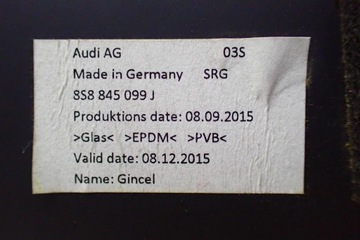 Audi AG 03S
Made in Germany SRG
8S8 845 099 J
Produktions date: 08.09.2015
>Glas< >EPDM< >PVB<
Valid date: 08.12.2015
Name: Gincel